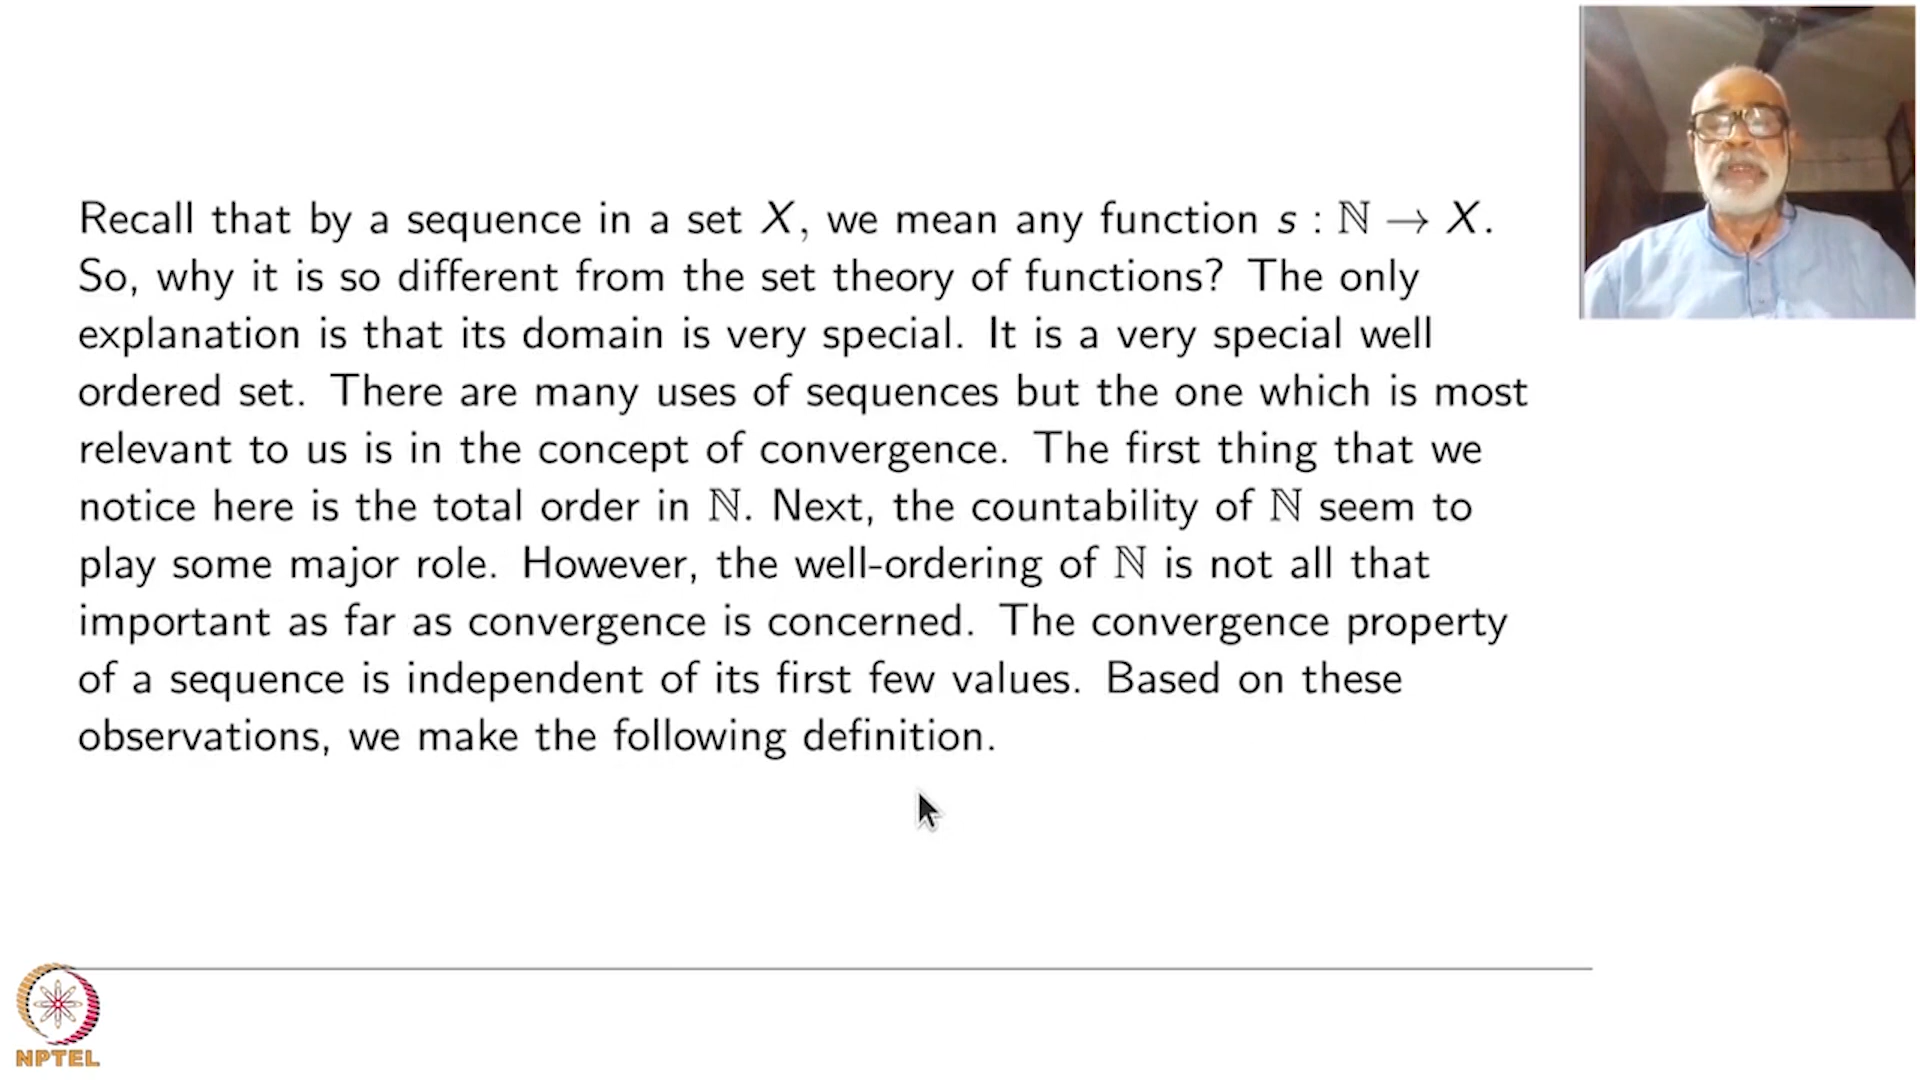 Recall that by a sequence in a set X, we mean any function s : ℕ → X.
So, why it is so different from the set theory of functions? The only
explanation is that its domain is very special. It is a very special well
ordered set. There are many uses of sequences but the one which is most
relevant to us is in the concept of convergence. The first thing that we
notice here is the total order in ℕ. Next, the countability of ℕ seem to
play some major role. However, the well-ordering of ℕ is not all that
important as far as convergence is concerned. The convergence property
of a sequence is independent of its first few values. Based on these
observations, we make the following definition.
NPTEL